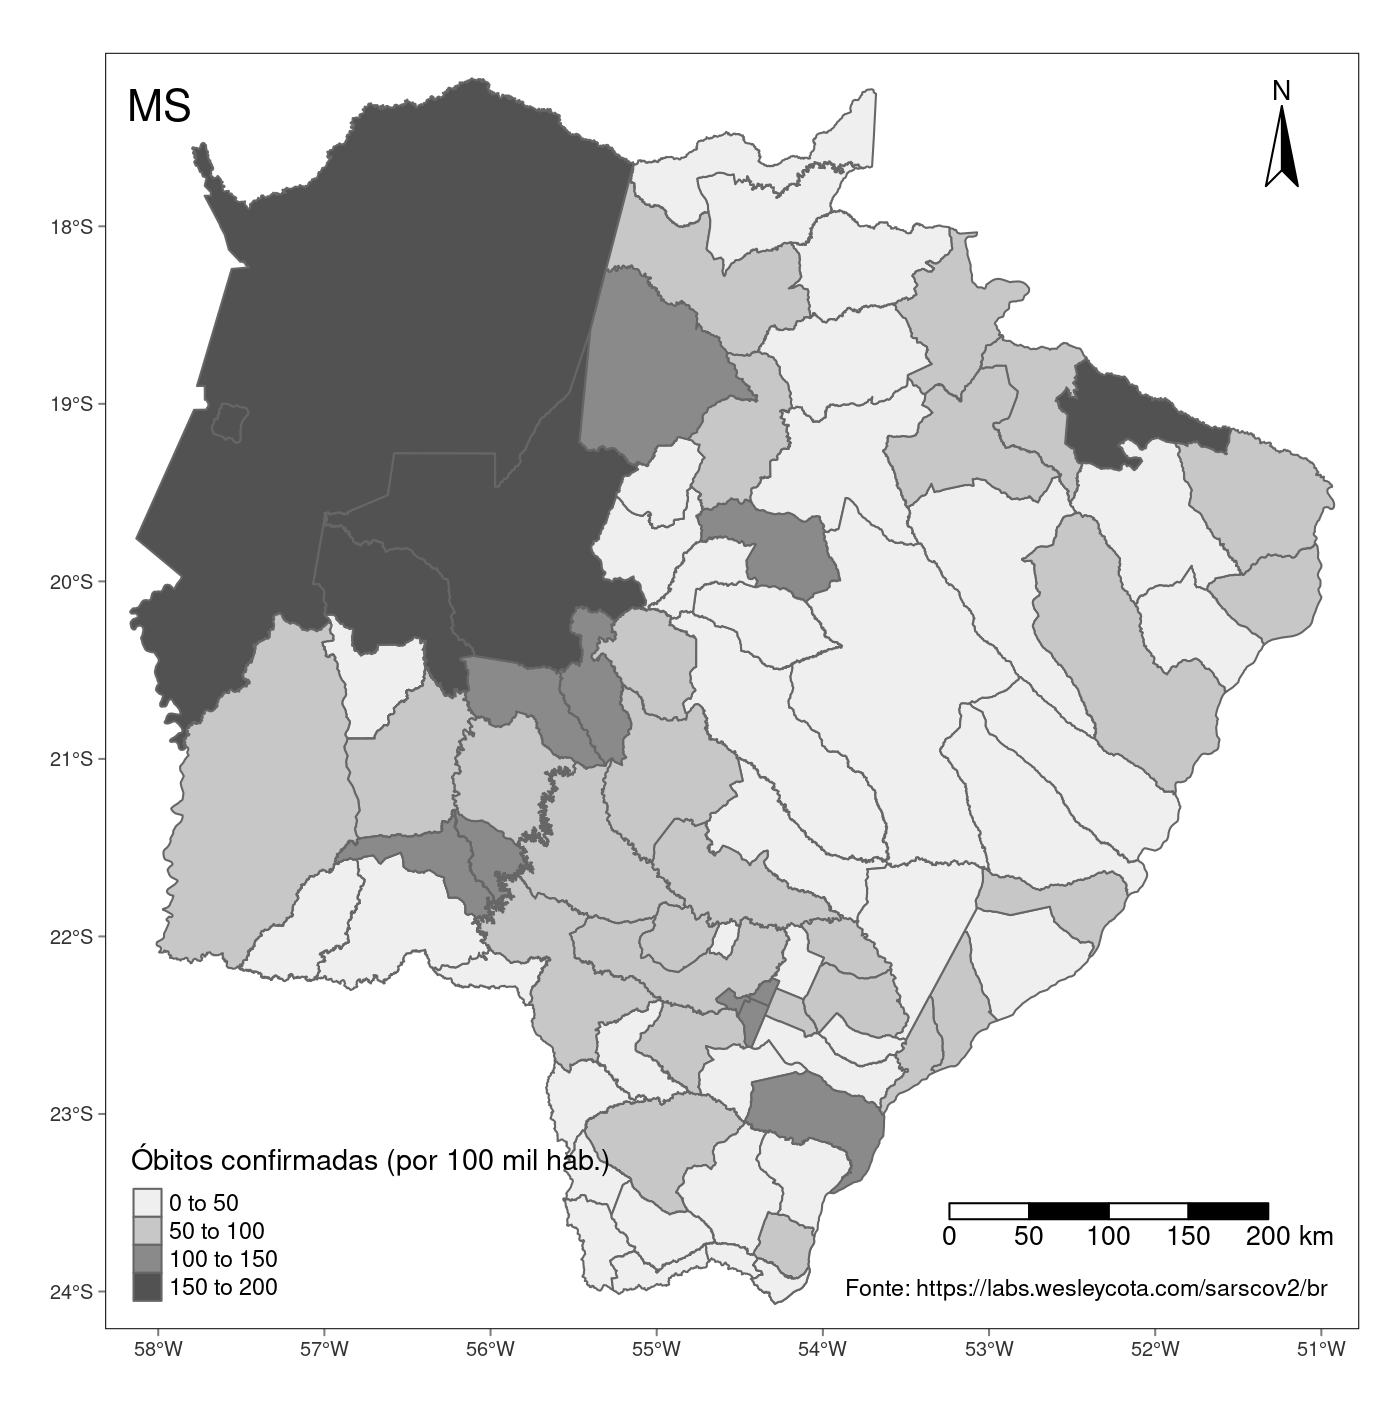 MS
N
18°S
19°S
20°S
21°S
22°S
23°S
24°S
Óbitos confirmadas (por 100 mil hab.)
0 to 50
50 to 100
100 to 150
150 to 200
0 50 100 150 200 km
Fonte: https://labs.wesleycota.com/sarscov2/br
58°W 57°W 56°W 55°W 54°W 53°W 52°W 51°W